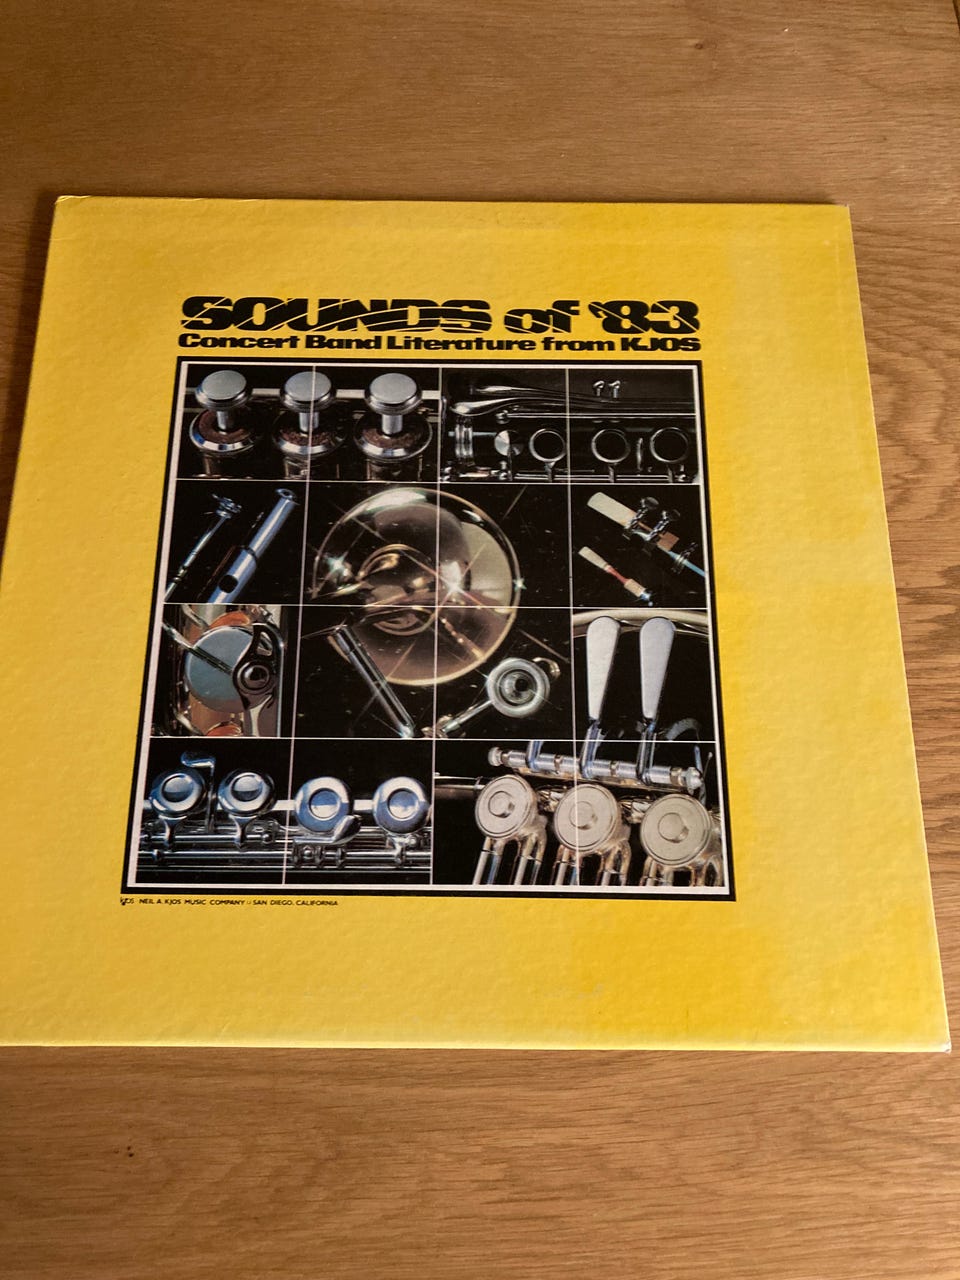 SOUNDS of '83
Concert Band Literature from KJOS
KJOS NEIL A. KJOS MUSIC COMPANY □ SAN DIEGO, CALIFORNIA